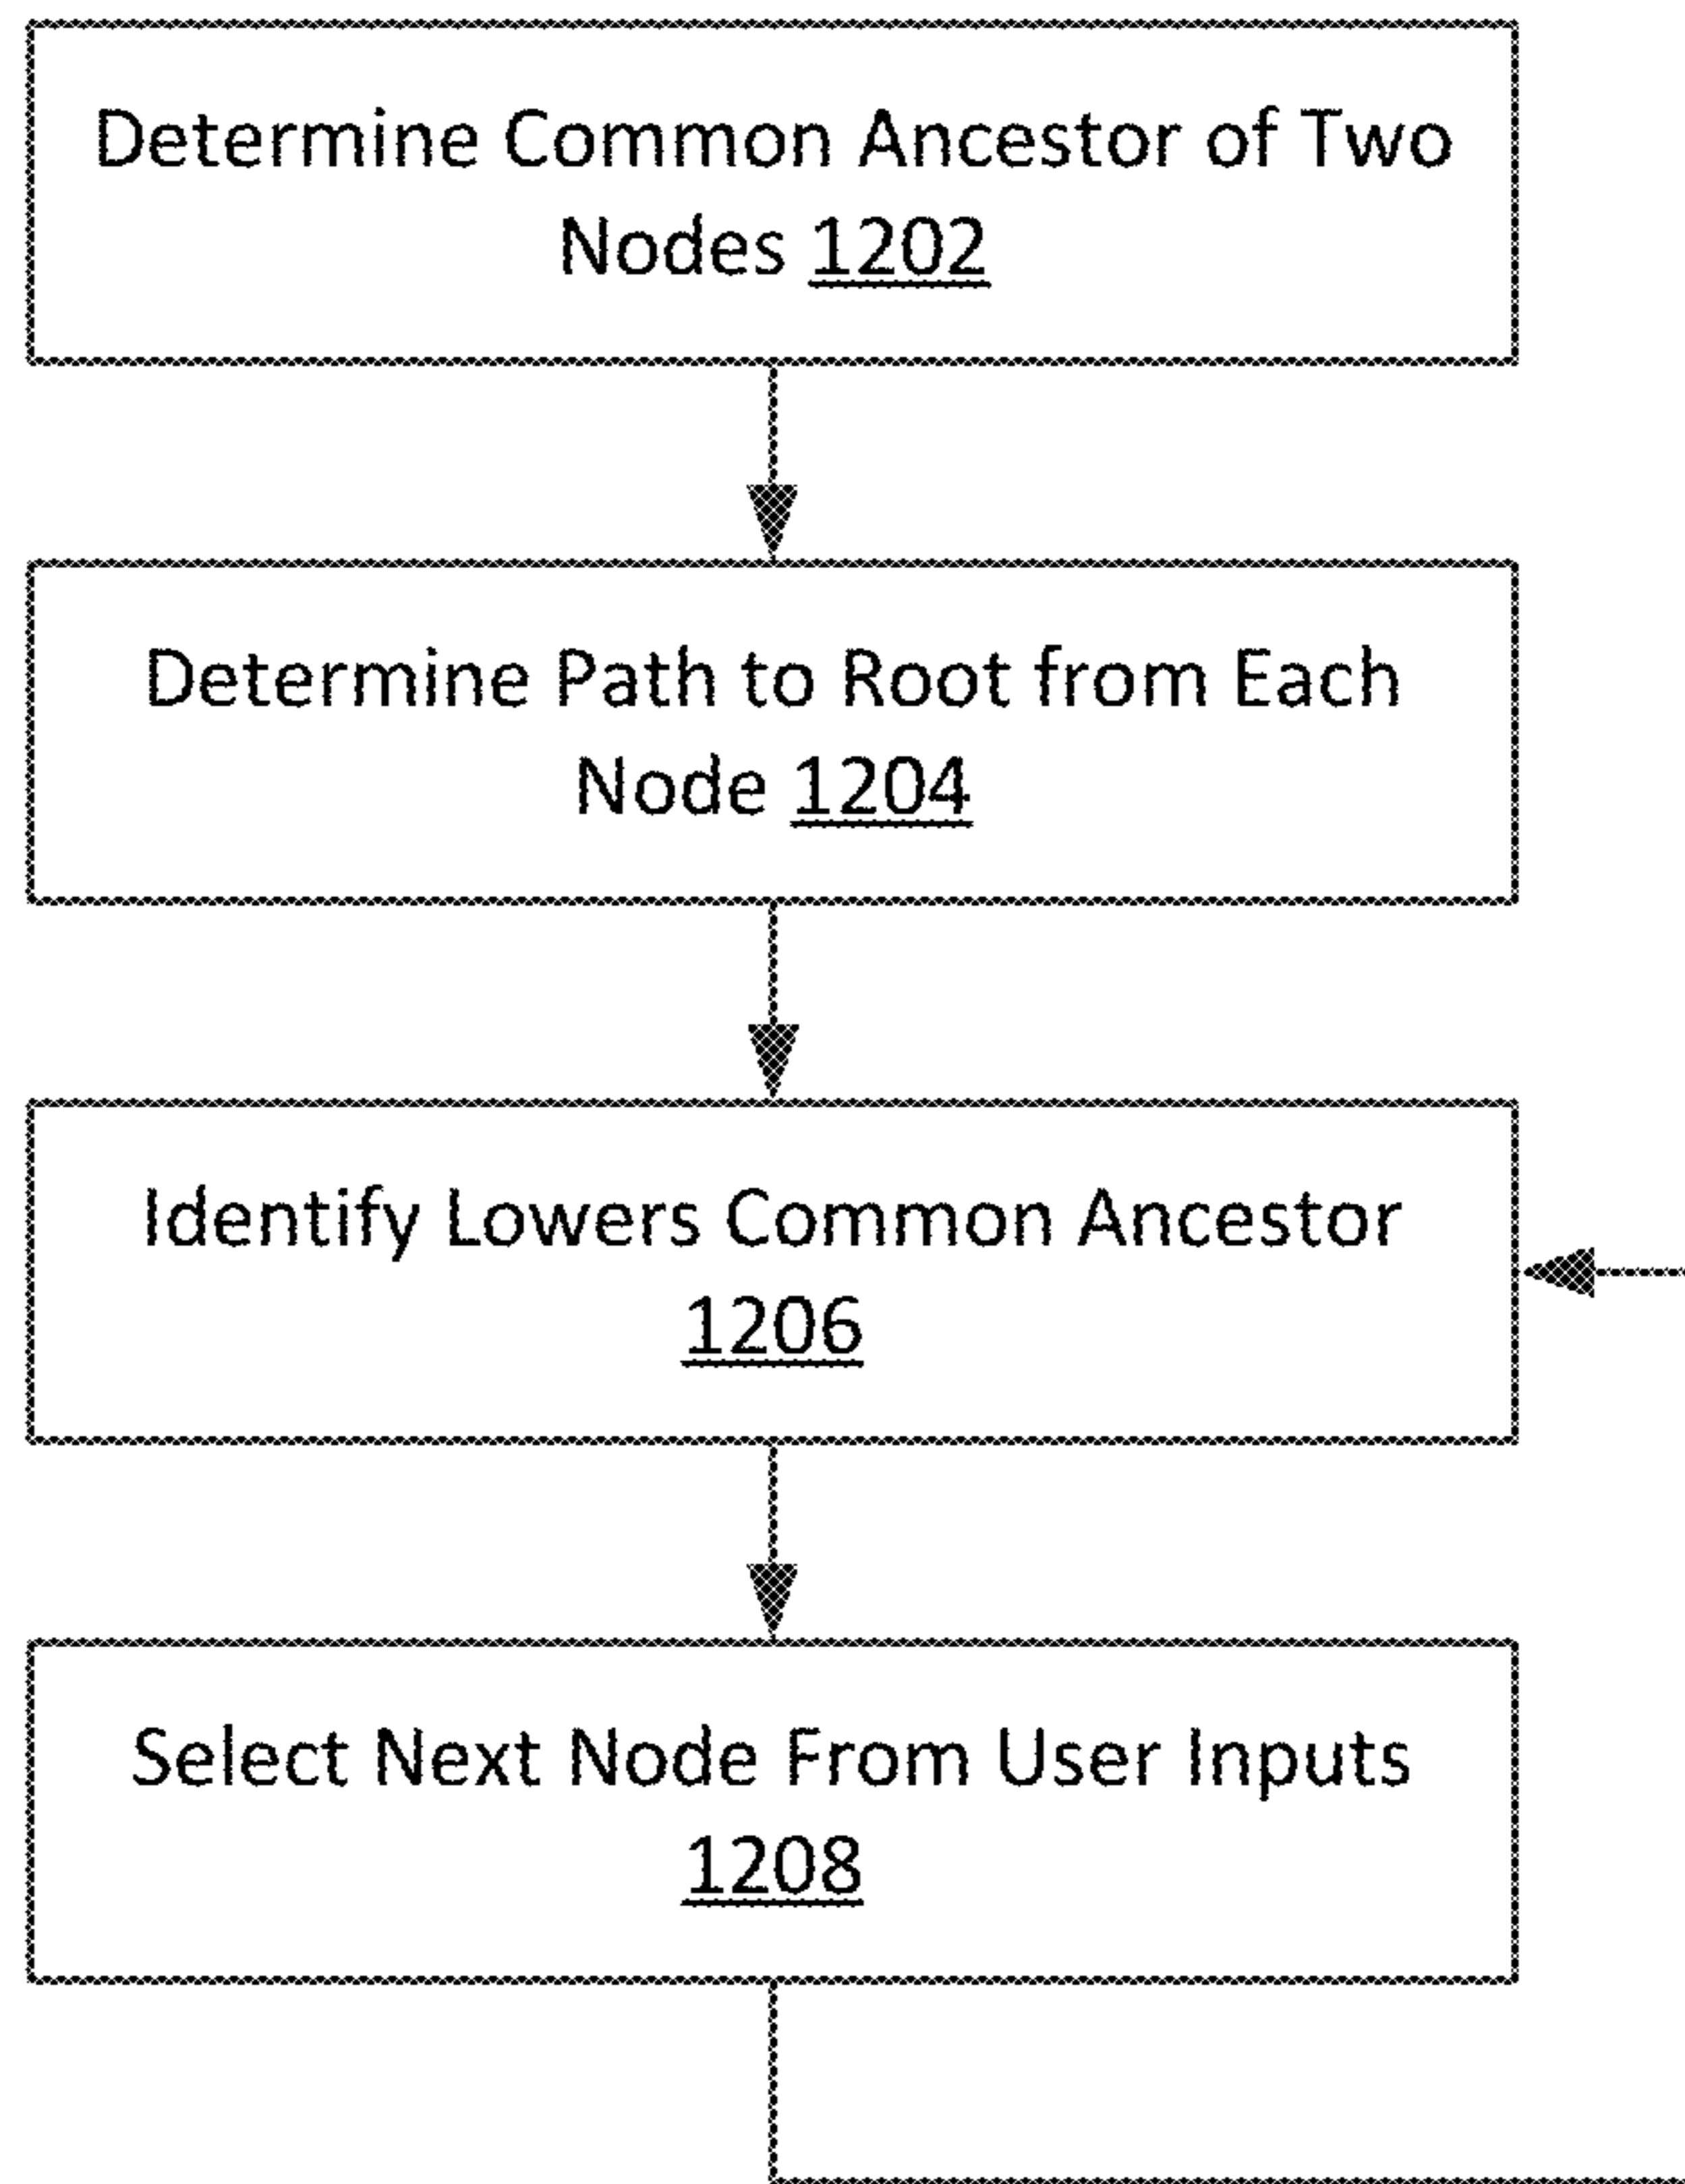 Determine Common Ancestor of Two
Nodes 1202
Determine Path to Root from Each
Node 1204
Identify Lowers Common Ancestor
1206
Select Next Node From User Inputs
1208